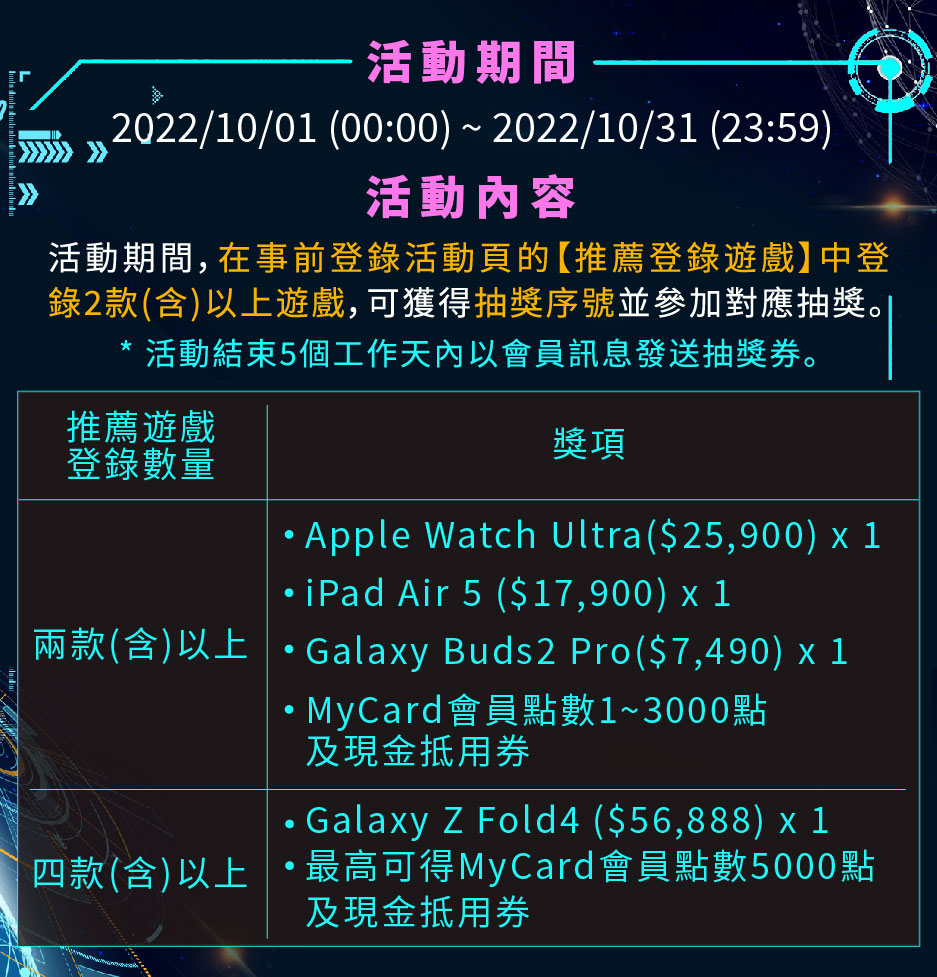 活動期間
2022/10/01 (00:00) ~ 2022/10/31 (23:59)
活動內容
活動期間，在事前登錄活動頁的【推薦登錄遊戲】中登
錄2款(含)以上遊戲，可獲得抽獎序號並參加對應抽獎。
* 活動結束5個工作天內以會員訊息發送抽獎券。
推薦遊戲
登錄數量
獎項
兩款(含)以上
• Apple Watch Ultra($25,900) x 1
• iPad Air 5 ($17,900) x 1
• Galaxy Buds2 Pro($7,490) x 1
• MyCard會員點數1~3000點
及現金抵用券
四款(含)以上
• Galaxy Z Fold4 ($56,888) x 1
• 最高可得MyCard會員點數5000點
及現金抵用券